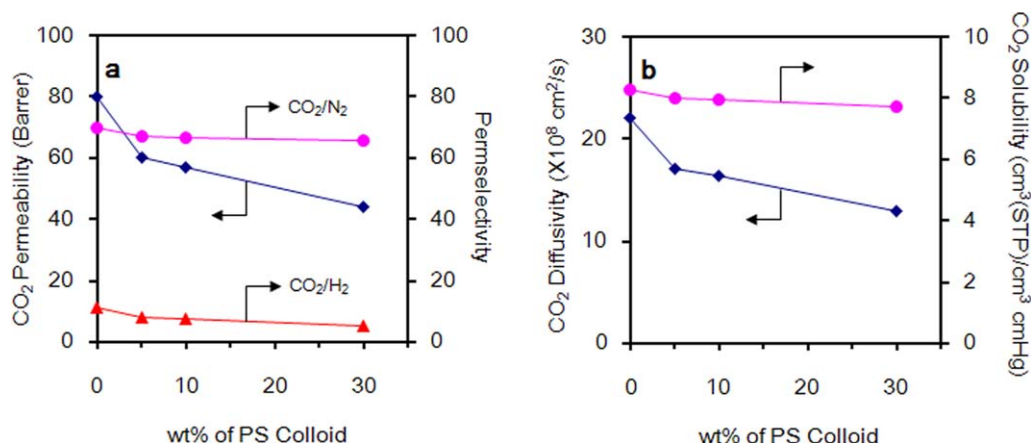 a
CO2 Permeability (Barrer)
100
80
60
40
20
0
CO2/N2
CO2/H2
100
80
60
40
20
0
Permselectivity
0 10 20 30
wt% of PS Colloid
b
CO2 Diffusivity (X10⁸ cm²/s)
30
20
10
0
10
8
6
4
2
0
CO2 Solubility (cm³(STP)/cm³ cmHg)
0 10 20 30
wt% of PS Colloid